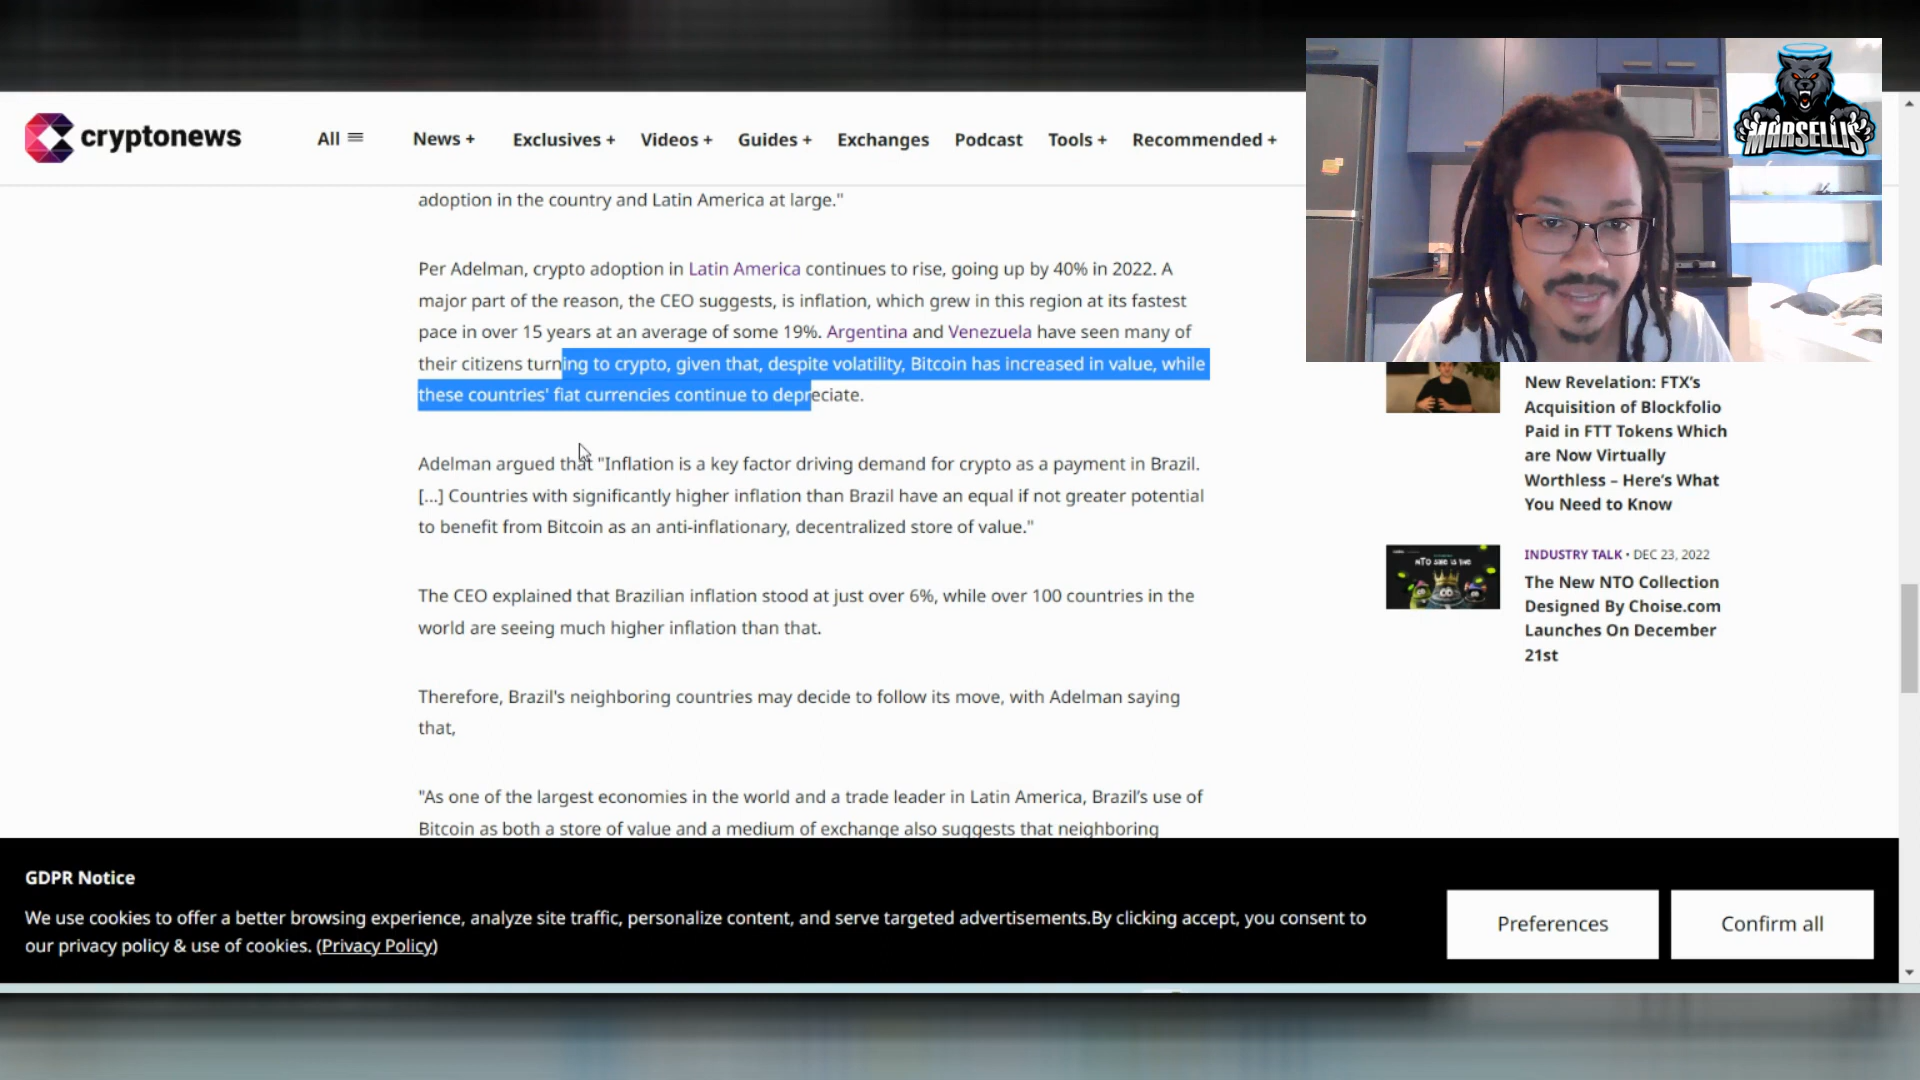 cryptonews
All
News +
Exclusives +
Videos +
Guides +
Exchanges
Podcast
Tools +
Recommended +
MARSELLIS
adoption in the country and Latin America at large."
Per Adelman, crypto adoption in Latin America continues to rise, going up by 40% in 2022. A
major part of the reason, the CEO suggests, is inflation, which grew in this region at its fastest
pace in over 15 years at an average of some 19%. Argentina and Venezuela have seen many of
their citizens turning to crypto, given that, despite volatility, Bitcoin has increased in value, while
these countries' fiat currencies continue to depreciate.
Adelman argued that "Inflation is a key factor driving demand for crypto as a payment in Brazil.
[...] Countries with significantly higher inflation than Brazil have an equal if not greater potential
to benefit from Bitcoin as an anti-inflationary, decentralized store of value."
The CEO explained that Brazilian inflation stood at just over 6%, while over 100 countries in the
world are seeing much higher inflation than that.
Therefore, Brazil's neighboring countries may decide to follow its move, with Adelman saying
that,
"As one of the largest economies in the world and a trade leader in Latin America, Brazil's use of
Bitcoin as both a store of value and a medium of exchange also suggests that neighboring
New Revelation: FTX's
Acquisition of Blockfolio
Paid in FTT Tokens Which
are Now Virtually
Worthless – Here's What
You Need to Know
NTO SALE IS LIVE
INDUSTRY TALK • DEC 23, 2022
The New NTO Collection
Designed By Choise.com
Launches On December
21st
GDPR Notice
We use cookies to offer a better browsing experience, analyze site traffic, personalize content, and serve targeted advertisements.By clicking accept, you consent to
our privacy policy & use of cookies. (Privacy Policy)
Preferences
Confirm all